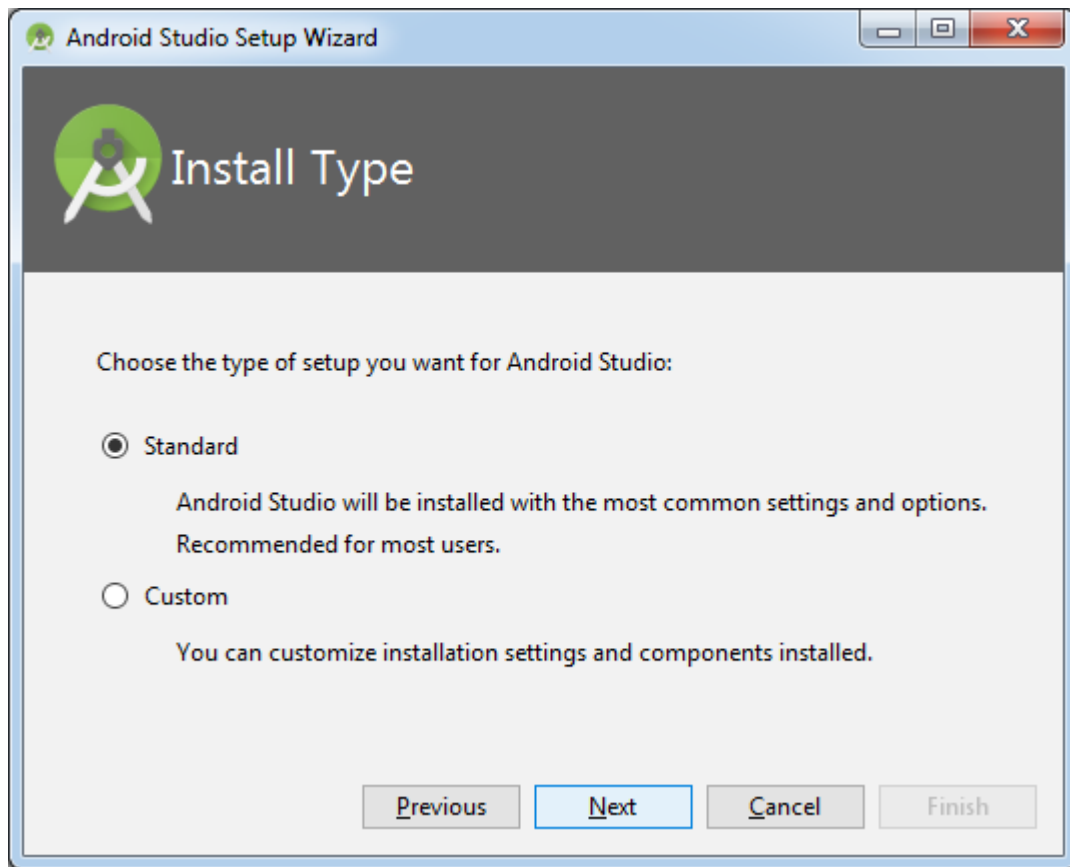 Android Studio Setup Wizard
Install Type
Choose the type of setup you want for Android Studio:
Standard
Android Studio will be installed with the most common settings and options.
Recommended for most users.
Custom
You can customize installation settings and components installed.
Previous Next Cancel Finish